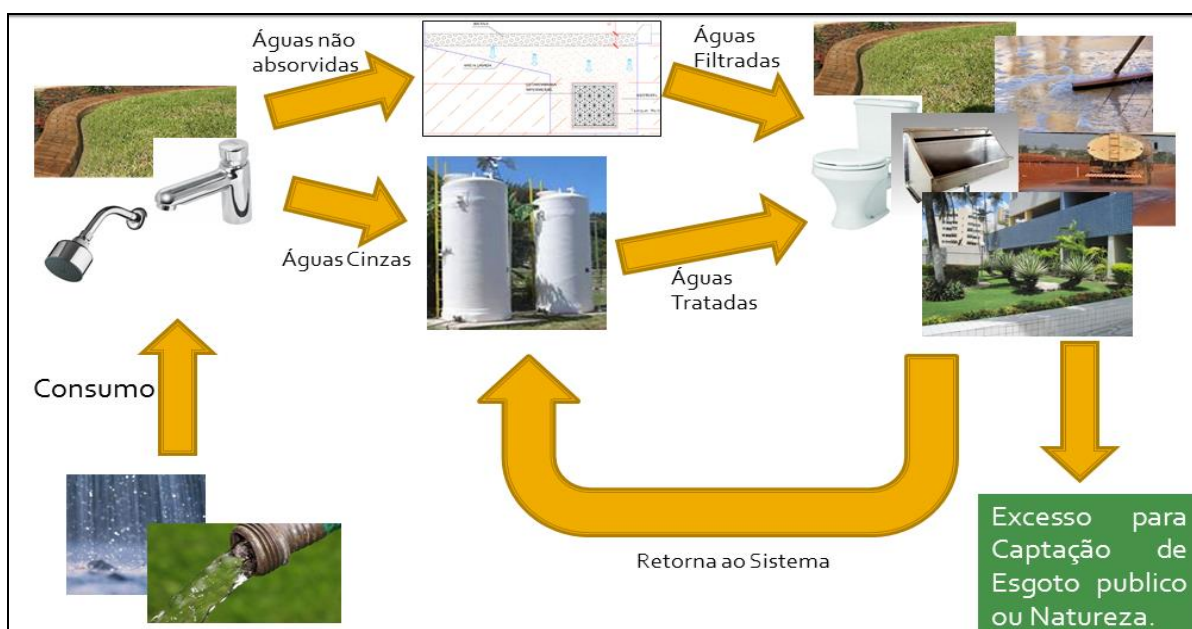 Águas não
absorvidas
Águas
Filtradas
Águas Cinzas
Águas
Tratadas
Consumo
Retorna ao Sistema
Excesso para
Captação de
Esgoto publico
ou Natureza.